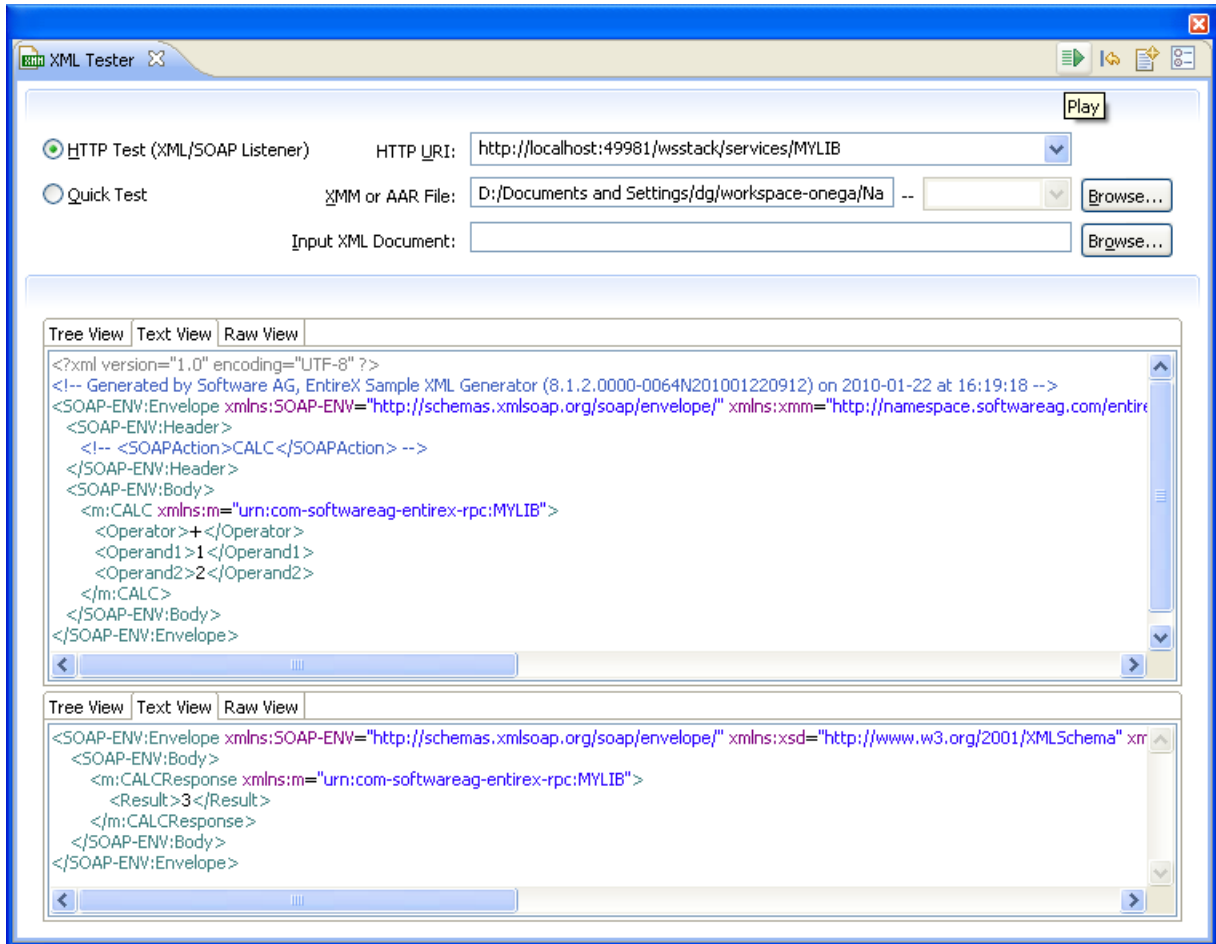 XML Tester
Play
HTTP Test (XML/SOAP Listener) HTTP URI: http://localhost:49981/wsstack/services/MYLIB
Quick Test XMM or AAR File: D:/Documents and Settings/dg/workspace-onega/Na -- Browse...
Input XML Document: Browse...
Tree View Text View Raw View
<?xml version="1.0" encoding="UTF-8" ?>
<!-- Generated by Software AG, EntireX Sample XML Generator (8.1.2.0000-0064N201001220912) on 2010-01-22 at 16:19:18 -->
<SOAP-ENV:Envelope xmlns:SOAP-ENV="http://schemas.xmlsoap.org/soap/envelope/" xmlns:xmm="http://namespace.softwareag.com/entire
<SOAP-ENV:Header>
<!-- <SOAPAction>CALC</SOAPAction> -->
</SOAP-ENV:Header>
<SOAP-ENV:Body>
<m:CALC xmlns:m="urn:com-softwareag-entirex-rpc:MYLIB">
<Operator>+</Operator>
<Operand1>1</Operand1>
<Operand2>2</Operand2>
</m:CALC>
</SOAP-ENV:Body>
</SOAP-ENV:Envelope>
Tree View Text View Raw View
<SOAP-ENV:Envelope xmlns:SOAP-ENV="http://schemas.xmlsoap.org/soap/envelope/" xmlns:xsd="http://www.w3.org/2001/XMLSchema" xm
<SOAP-ENV:Body>
<m:CALCResponse xmlns:m="urn:com-softwareag-entirex-rpc:MYLIB">
<Result>3</Result>
</m:CALCResponse>
</SOAP-ENV:Body>
</SOAP-ENV:Envelope>